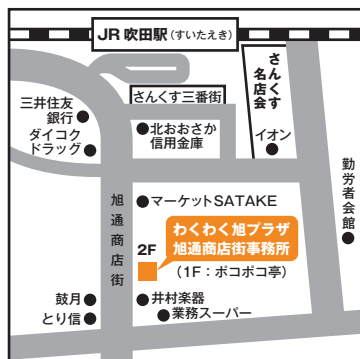 JR 吹田駅(すいたえき)
さんくす
名店会
さんくす三番街
三井住友
銀行
ダイコク
ドラッグ
北おおさか
信用金庫
イオン
勤労者会館
旭通商店街
マーケットSATAKE
わくわく旭プラザ
旭通商店街事務所
2F
(1F:ポコポコ亭)
鼓月
とり信
井村楽器
業務スーパー